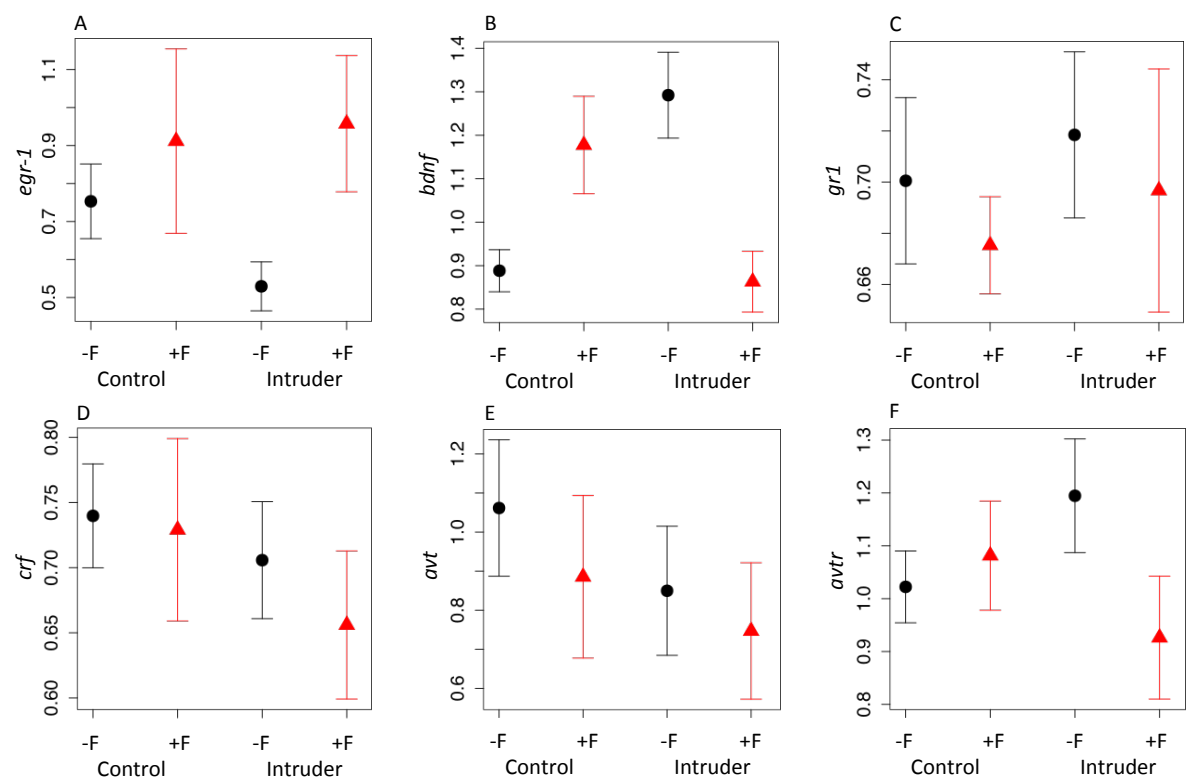 A
egr-1
1.1
0.9
0.7
0.5
-F +F -F +F
Control Intruder
B
bdnf
1.4
1.3
1.2
1.1
1.0
0.9
0.8
-F +F -F +F
Control Intruder
C
gr1
0.74
0.70
0.66
-F +F -F +F
Control Intruder
D
crf
0.80
0.75
0.70
0.65
0.60
-F +F -F +F
Control Intruder
E
avt
1.2
1.0
0.8
0.6
-F +F -F +F
Control Intruder
F
avtr
1.3
1.2
1.1
1.0
0.9
0.8
-F +F -F +F
Control Intruder